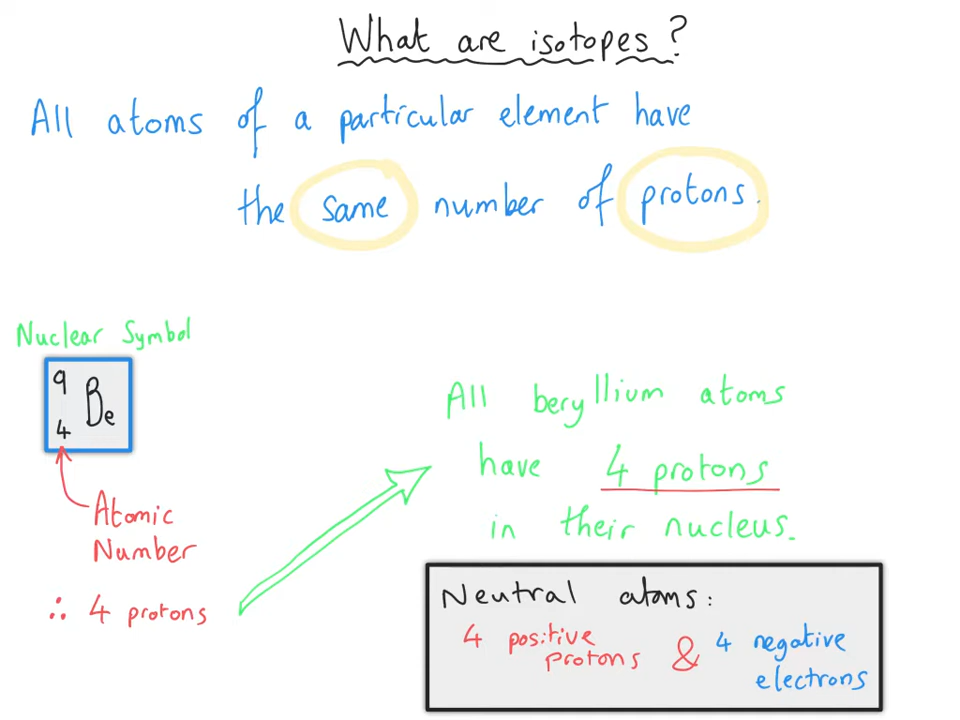 What are isotopes?
All atoms of a particular element have
the same number of protons.
Nuclear Symbol
9
4 Be
Atomic
Number
∴ 4 protons
All beryllium atoms
have 4 protons
in their nucleus.
Neutral atoms:
4 positive protons & 4 negative electrons